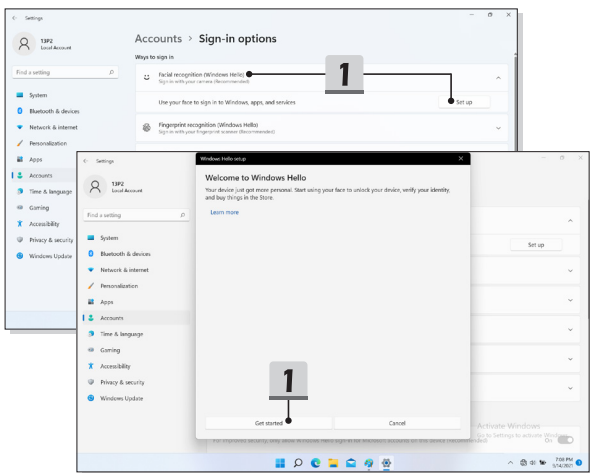 Settings
13P2
Local Account
Find a setting
System
Bluetooth & devices
Network & internet
Personalization
Apps
Accounts
Time & language
Gaming
Accessibility
Privacy & security
Windows Update
Accounts > Sign-in options
Ways to sign in
Facial recognition (Windows Hello)
Sign in with your camera (Recommended)
1
Use your face to sign in to Windows, apps, and services
Set up
Fingerprint recognition (Windows Hello)
Sign in with your fingerprint scanner (Recommended)
Settings
13P2
Local Account
Find a setting
System
Bluetooth & devices
Network & internet
Personalization
Apps
Accounts
Time & language
Gaming
Accessibility
Privacy & security
Windows Update
Windows Hello setup
Welcome to Windows Hello
Your device just got more personal. Start using your face to unlock your device, verify your identity,
and buy things in the Store.
Learn more
1
Get started
Cancel
Set up
Activate Windows
Go to Settings to activate Windows.
On
7:03 PM
5/14/2021